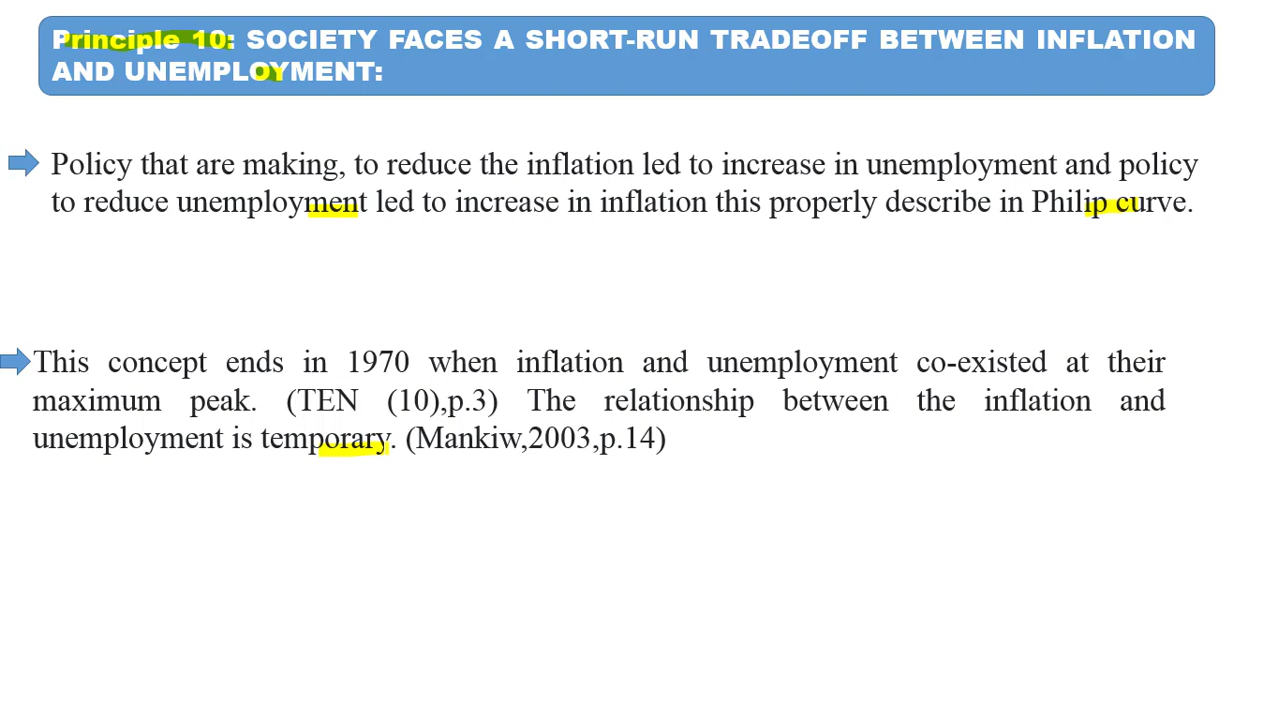 Principle 10: SOCIETY FACES A SHORT-RUN TRADEOFF BETWEEN INFLATION
AND UNEMPLOYMENT:
Policy that are making, to reduce the inflation led to increase in unemployment and policy
to reduce unemployment led to increase in inflation this properly describe in Philip curve.
This concept ends in 1970 when inflation and unemployment co-existed at their
maximum peak. (TEN (10),p.3) The relationship between the inflation and
unemployment is temporary. (Mankiw,2003,p.14)